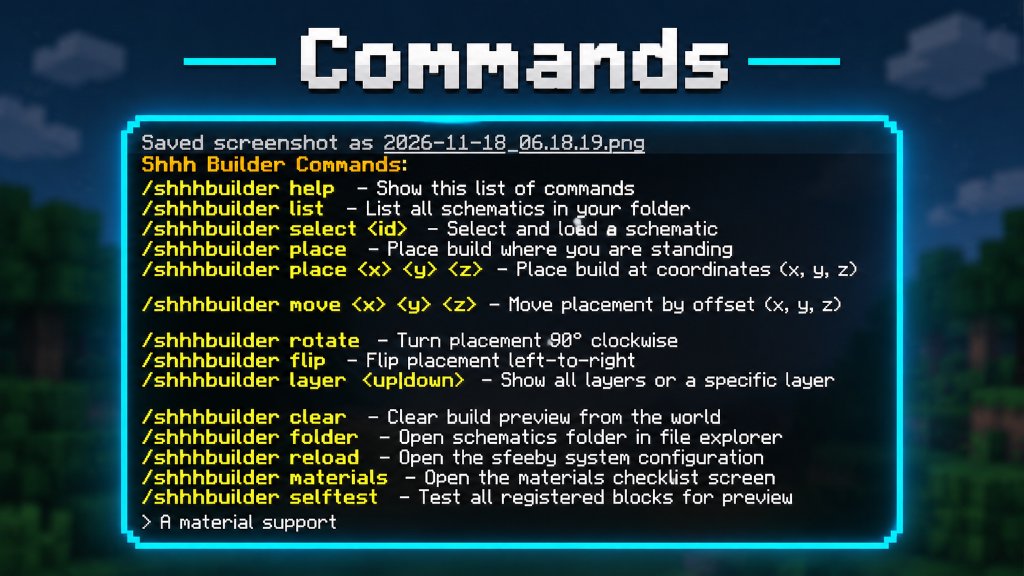 Commands
Saved screenshot as 2026-11-18_06.18.19.png
Shhh Builder Commands:
/shhhbuilder help - Show this list of commands
/shhhbuilder list - List all schematics in your folder
/shhhbuilder select <id> - Select and load a schematic
/shhhbuilder place - Place build where you are standing
/shhhbuilder place <x> <y> <z> - Place build at coordinates (x, y, z)
/shhhbuilder move <x> <y> <z> - Move placement by offset (x, y, z)
/shhhbuilder rotate - Turn placement 90° clockwise
/shhhbuilder flip - Flip placement left-to-right
/shhhbuilder layer <up|down> - Show all layers or a specific layer
/shhhbuilder clear - Clear build preview from the world
/shhhbuilder folder - Open schematics folder in file explorer
/shhhbuilder reload - Open the sfeeby system configuration
/shhhbuilder materials - Open the materials checklist screen
/shhhbuilder selftest - Test all registered blocks for preview
> A material support